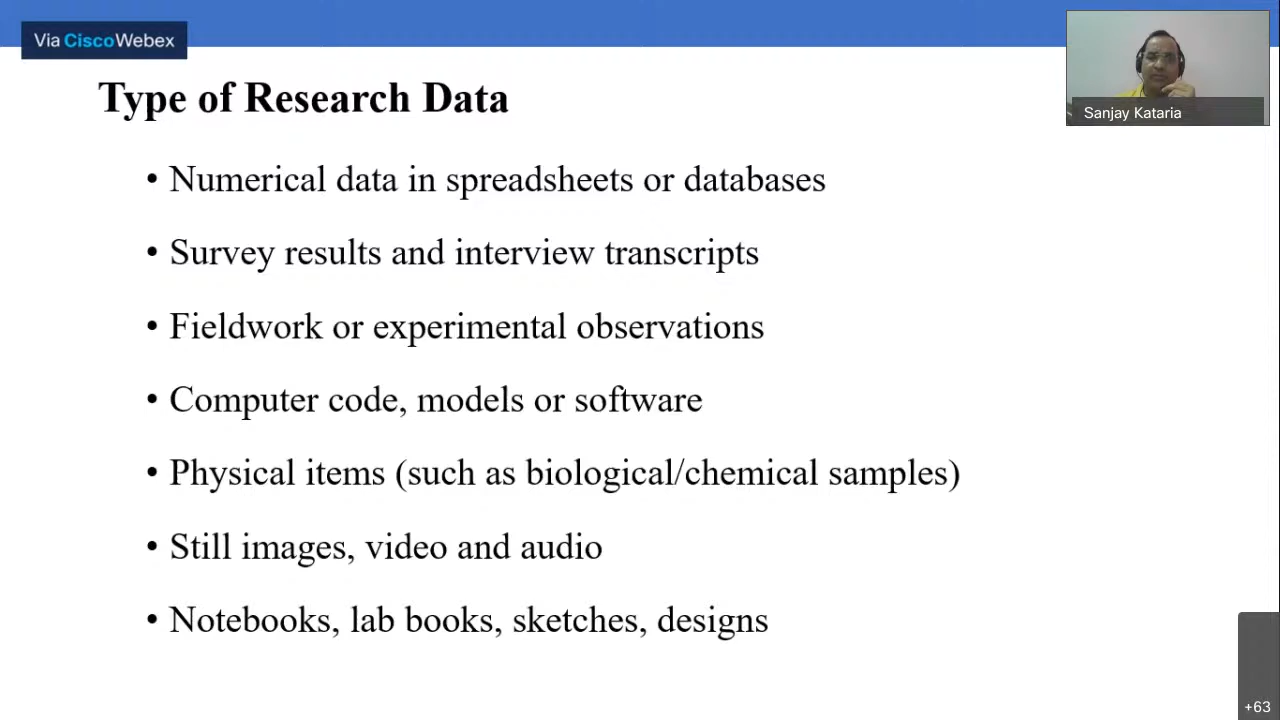 Via CiscoWebex
Sanjay Kataria
Type of Research Data
• Numerical data in spreadsheets or databases
• Survey results and interview transcripts
• Fieldwork or experimental observations
• Computer code, models or software
• Physical items (such as biological/chemical samples)
• Still images, video and audio
• Notebooks, lab books, sketches, designs
+63